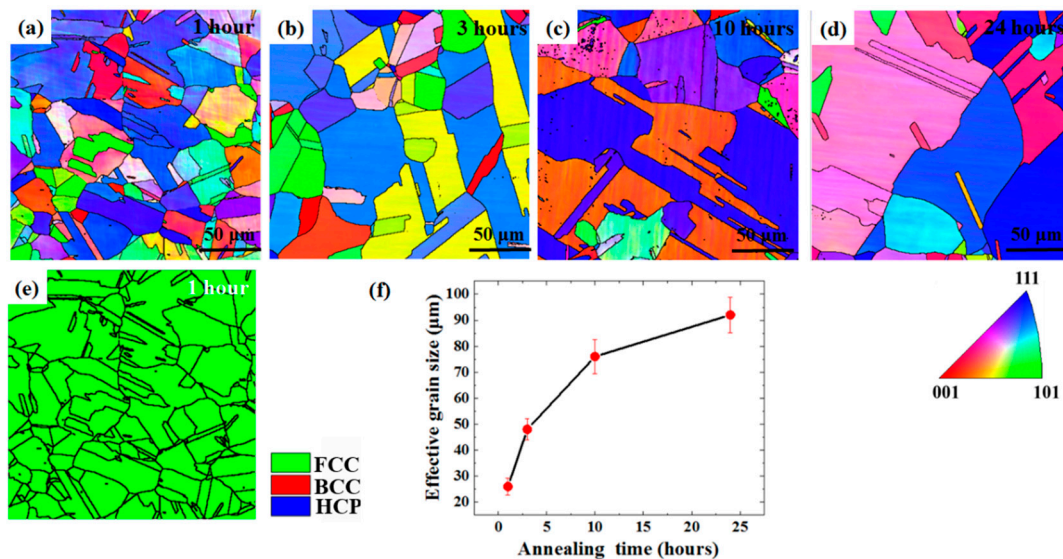 (a) 1 hour
50 µm
(b) 3 hours
50 µm
(c) 10 hours
50 µm
(d) 24 hours
50 µm
(e) 1 hour
FCC
BCC
HCP
(f)
100
90
80
70
60
50
40
30
20
Effective grain size (µm)
0 5 10 15 20 25
Annealing time (hours)
111
001 101